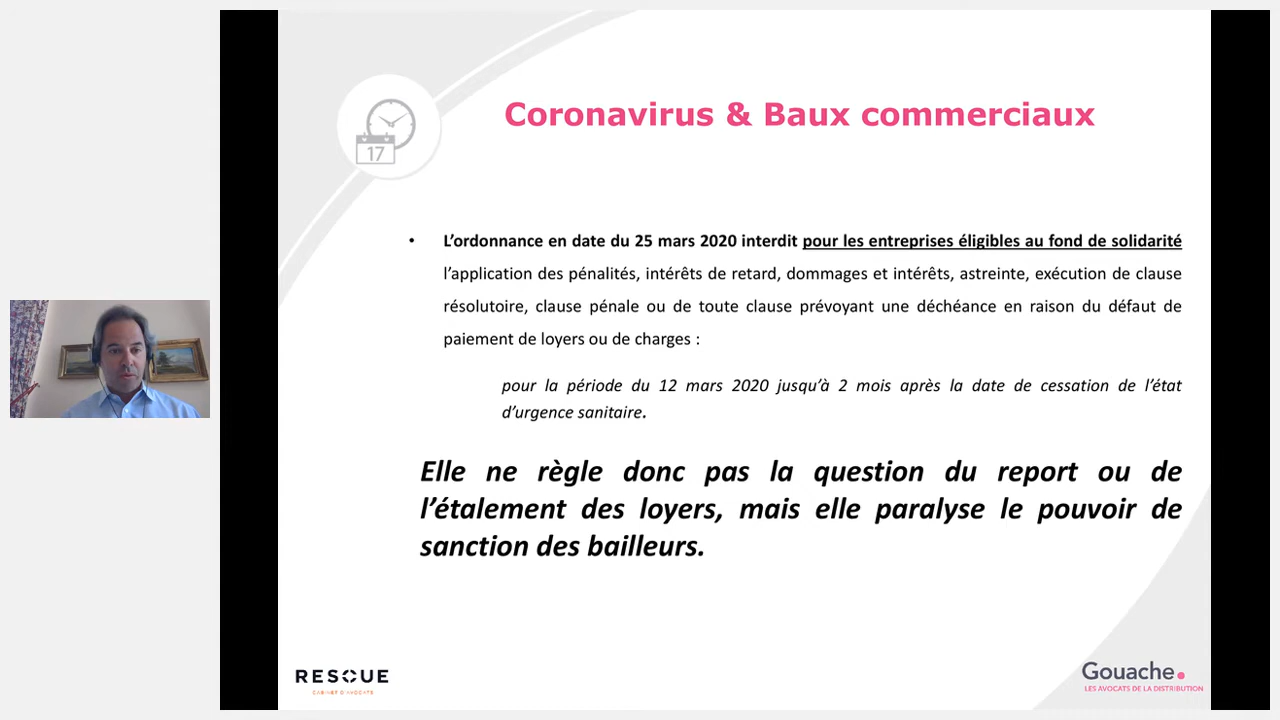 Coronavirus & Baux commerciaux
17
• L’ordonnance en date du 25 mars 2020 interdit pour les entreprises éligibles au fond de solidarité
l’application des pénalités, intérêts de retard, dommages et intérêts, astreinte, exécution de clause
résolutoire, clause pénale ou de toute clause prévoyant une déchéance en raison du défaut de
paiement de loyers ou de charges :
pour la période du 12 mars 2020 jusqu’à 2 mois après la date de cessation de l’état
d’urgence sanitaire.
Elle ne règle donc pas la question du report ou de
l’étalement des loyers, mais elle paralyse le pouvoir de
sanction des bailleurs.
RESCUE
CABINET D'AVOCATS
Gouache.
LES AVOCATS DE LA DISTRIBUTION